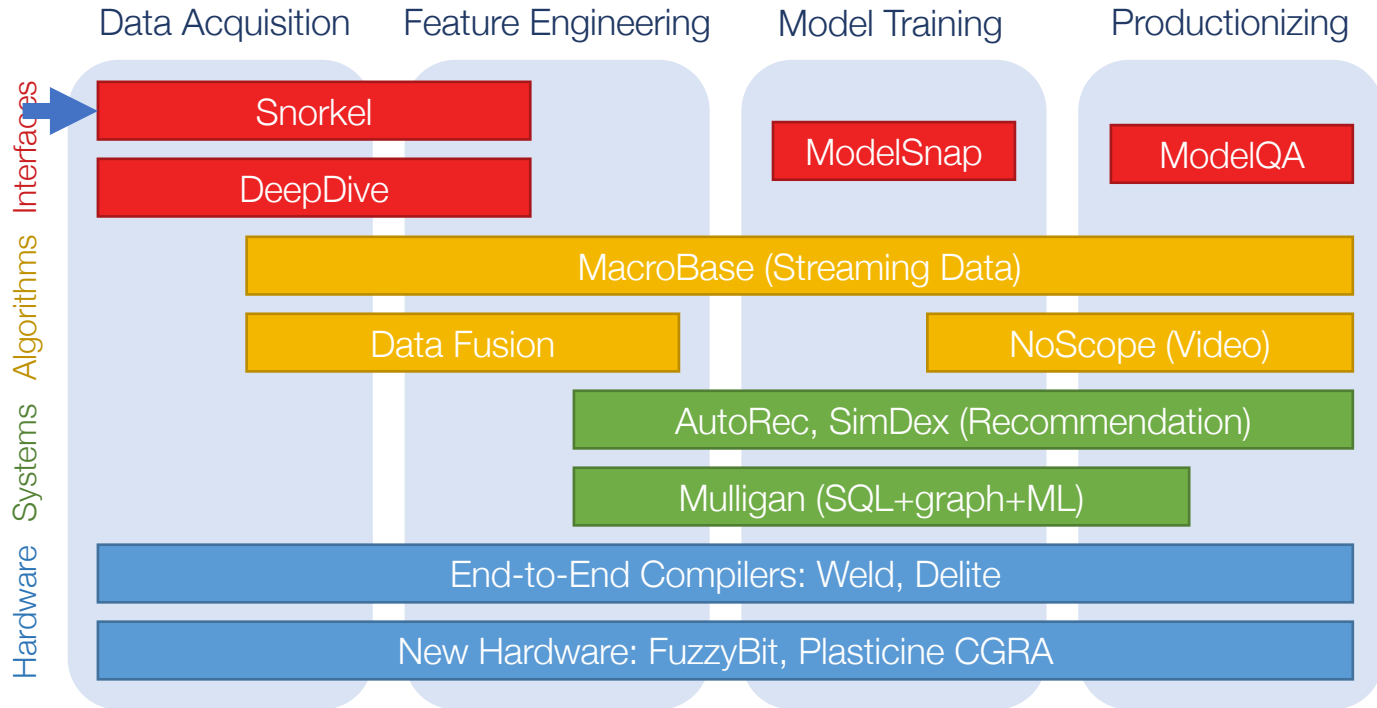 Data Acquisition
Feature Engineering
Model Training
Productionizing
Interfaces
Snorkel
DeepDive
ModelSnap
ModelQA
Algorithms
MacroBase (Streaming Data)
Data Fusion
NoScope (Video)
Systems
AutoRec, SimDex (Recommendation)
Mulligan (SQL+graph+ML)
Hardware
End-to-End Compilers: Weld, Delite
New Hardware: FuzzyBit, Plasticine CGRA